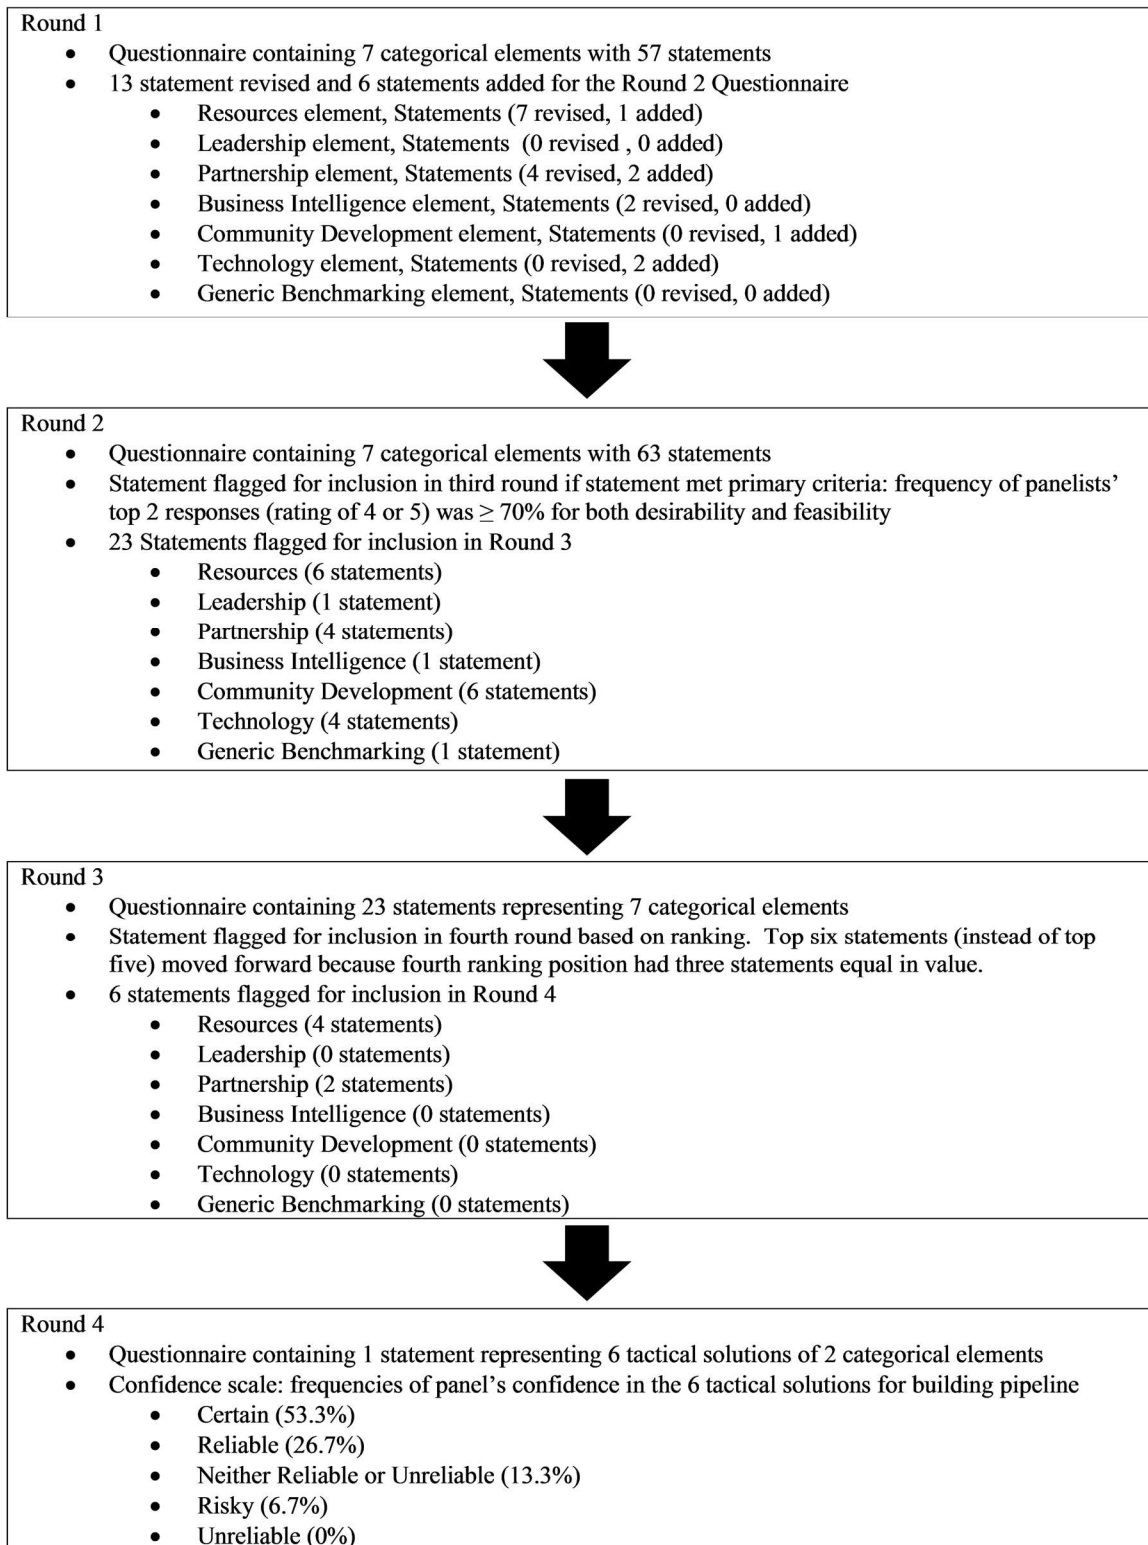 Round 1
• Questionnaire containing 7 categorical elements with 57 statements
• 13 statement revised and 6 statements added for the Round 2 Questionnaire
• Resources element, Statements (7 revised, 1 added)
• Leadership element, Statements (0 revised , 0 added)
• Partnership element, Statements (4 revised, 2 added)
• Business Intelligence element, Statements (2 revised, 0 added)
• Community Development element, Statements (0 revised, 1 added)
• Technology element, Statements (0 revised, 2 added)
• Generic Benchmarking element, Statements (0 revised, 0 added)
Round 2
• Questionnaire containing 7 categorical elements with 63 statements
• Statement flagged for inclusion in third round if statement met primary criteria: frequency of panelists’
top 2 responses (rating of 4 or 5) was ≥ 70% for both desirability and feasibility
• 23 Statements flagged for inclusion in Round 3
• Resources (6 statements)
• Leadership (1 statement)
• Partnership (4 statements)
• Business Intelligence (1 statement)
• Community Development (6 statements)
• Technology (4 statements)
• Generic Benchmarking (1 statement)
Round 3
• Questionnaire containing 23 statements representing 7 categorical elements
• Statement flagged for inclusion in fourth round based on ranking. Top six statements (instead of top
five) moved forward because fourth ranking position had three statements equal in value.
• 6 statements flagged for inclusion in Round 4
• Resources (4 statements)
• Leadership (0 statements)
• Partnership (2 statements)
• Business Intelligence (0 statements)
• Community Development (0 statements)
• Technology (0 statements)
• Generic Benchmarking (0 statements)
Round 4
• Questionnaire containing 1 statement representing 6 tactical solutions of 2 categorical elements
• Confidence scale: frequencies of panel’s confidence in the 6 tactical solutions for building pipeline
• Certain (53.3%)
• Reliable (26.7%)
• Neither Reliable or Unreliable (13.3%)
• Risky (6.7%)
• Unreliable (0%)